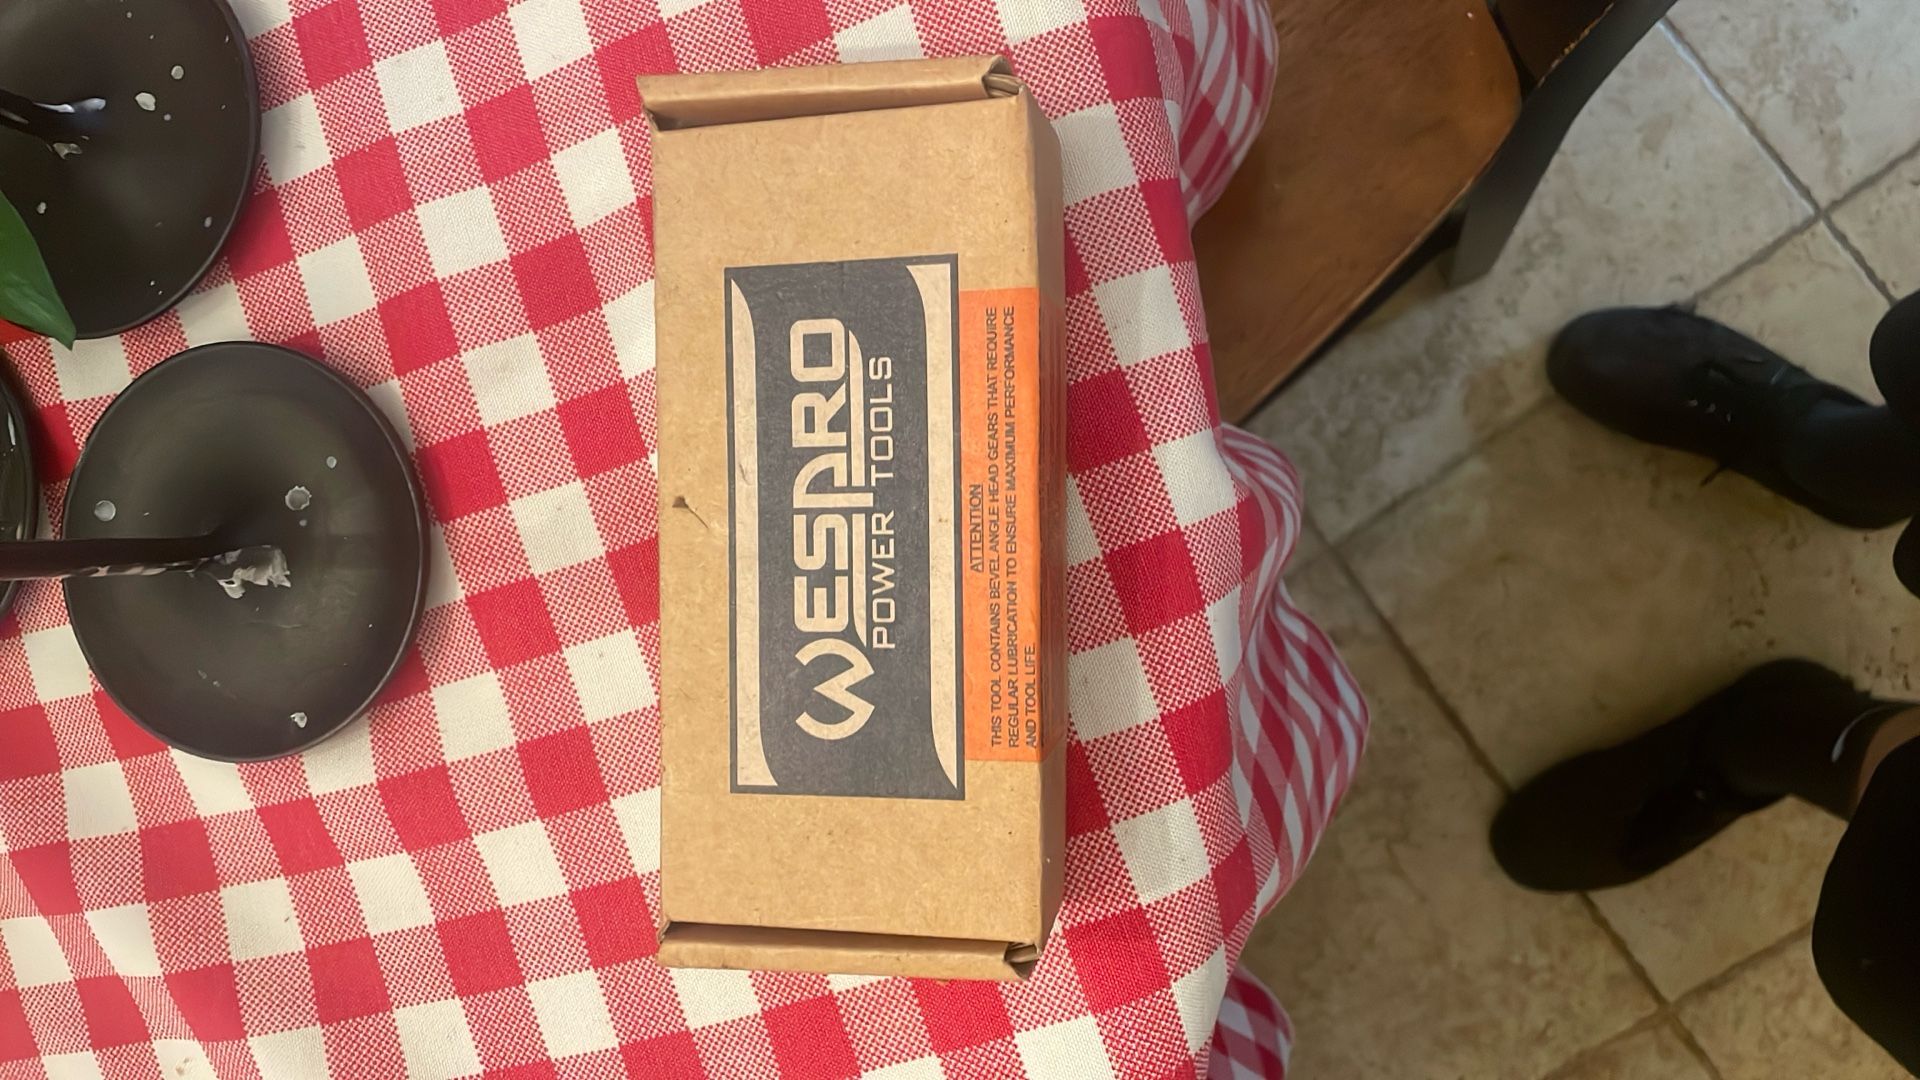 WESPRO
POWER TOOLS
ATTENTION
THIS TOOL CONTAINS BEVEL ANGLE HEAD GEARS THAT REQUIRE
REGULAR LUBRICATION TO ENSURE MAXIMUM PERFORMANCE
AND TOOL LIFE.